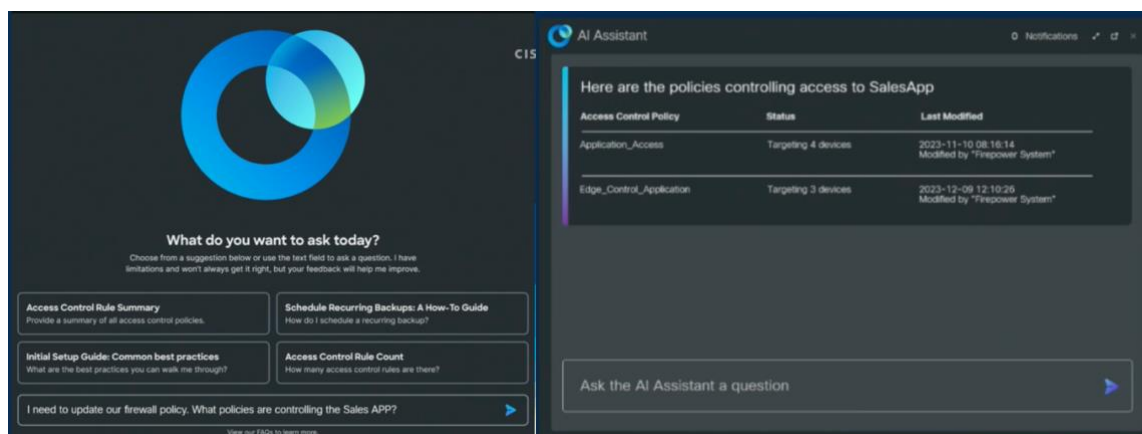 CIS
What do you want to ask today?
Choose from a suggestion below or use the text field to ask a question. I have
limitations and won't always get it right, but your feedback will help me improve.
Access Control Rule Summary
Provide a summary of all access control policies.
Schedule Recurring Backups: A How-To Guide
How do I schedule a recurring backup?
Initial Setup Guide: Common best practices
What are the best practices you can walk me through?
Access Control Rule Count
How many access control rules are there?
I need to update our firewall policy. What policies are controlling the Sales APP?
View our FAQs to learn more.
AI Assistant
0 Notifications
Here are the policies controlling access to SalesApp
Access Control Policy Status Last Modified
Application_Access Targeting 4 devices 2023-11-10 08:16:14
Modified by "Firepower System"
Edge_Control_Application Targeting 3 devices 2023-12-09 12:10:26
Modified by "Firepower System"
Ask the AI Assistant a question